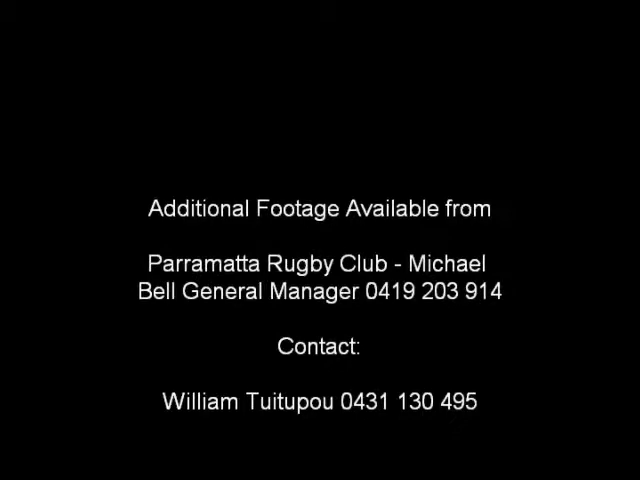 Additional Footage Available from
Parramatta Rugby Club - Michael
Bell General Manager 0419 203 914
Contact:
William Tuitupou 0431 130 495